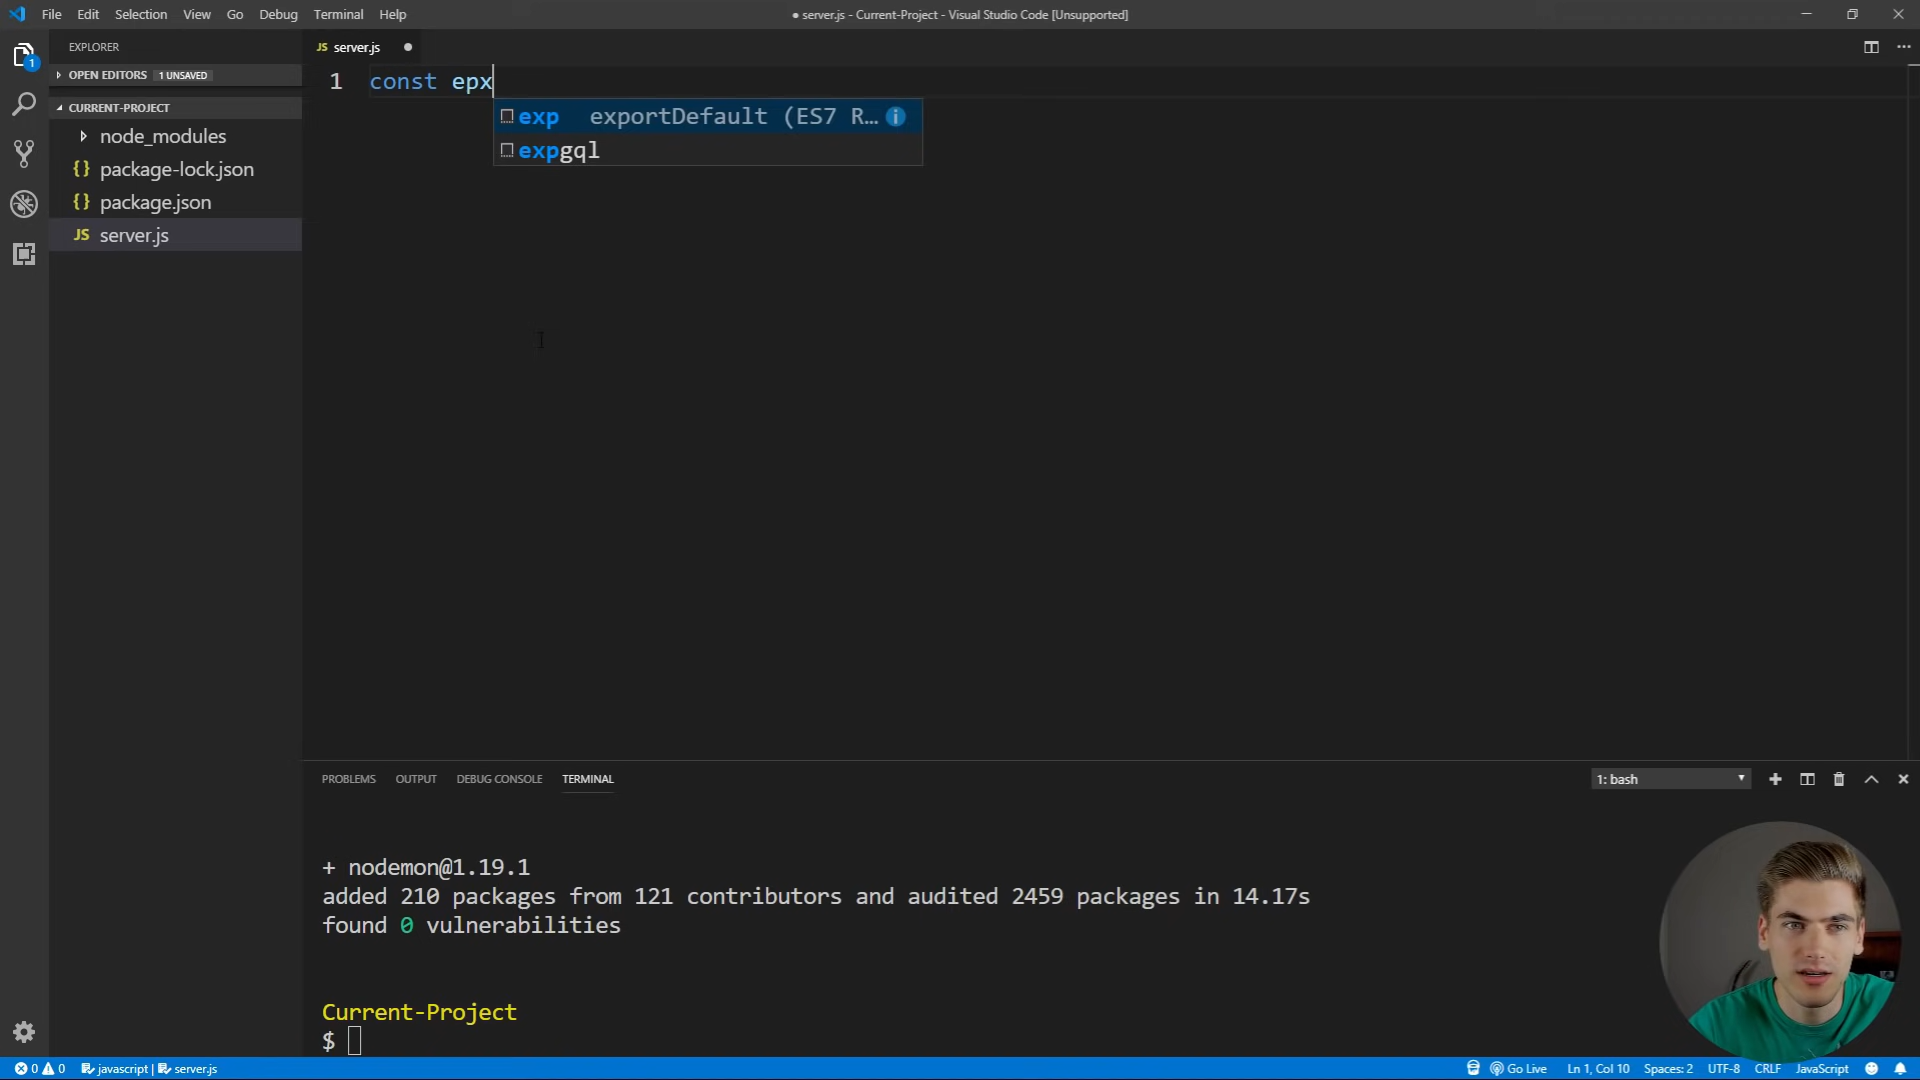 File Edit Selection View Go Debug Terminal Help
● server.js - Current-Project - Visual Studio Code [Unsupported]
EXPLORER
OPEN EDITORS 1 UNSAVED
CURRENT-PROJECT
node_modules
{} package-lock.json
{} package.json
JS server.js
1
JS server.js
1 const epx
exp exportDefault (ES7 R...
expgql
PROBLEMS OUTPUT DEBUG CONSOLE TERMINAL
1: bash
+ nodemon@1.19.1
added 210 packages from 121 contributors and audited 2459 packages in 14.17s
found 0 vulnerabilities
Current-Project
$
0 0 javascript | server.js
Go Live Ln 1, Col 10 Spaces: 2 UTF-8 CRLF JavaScript